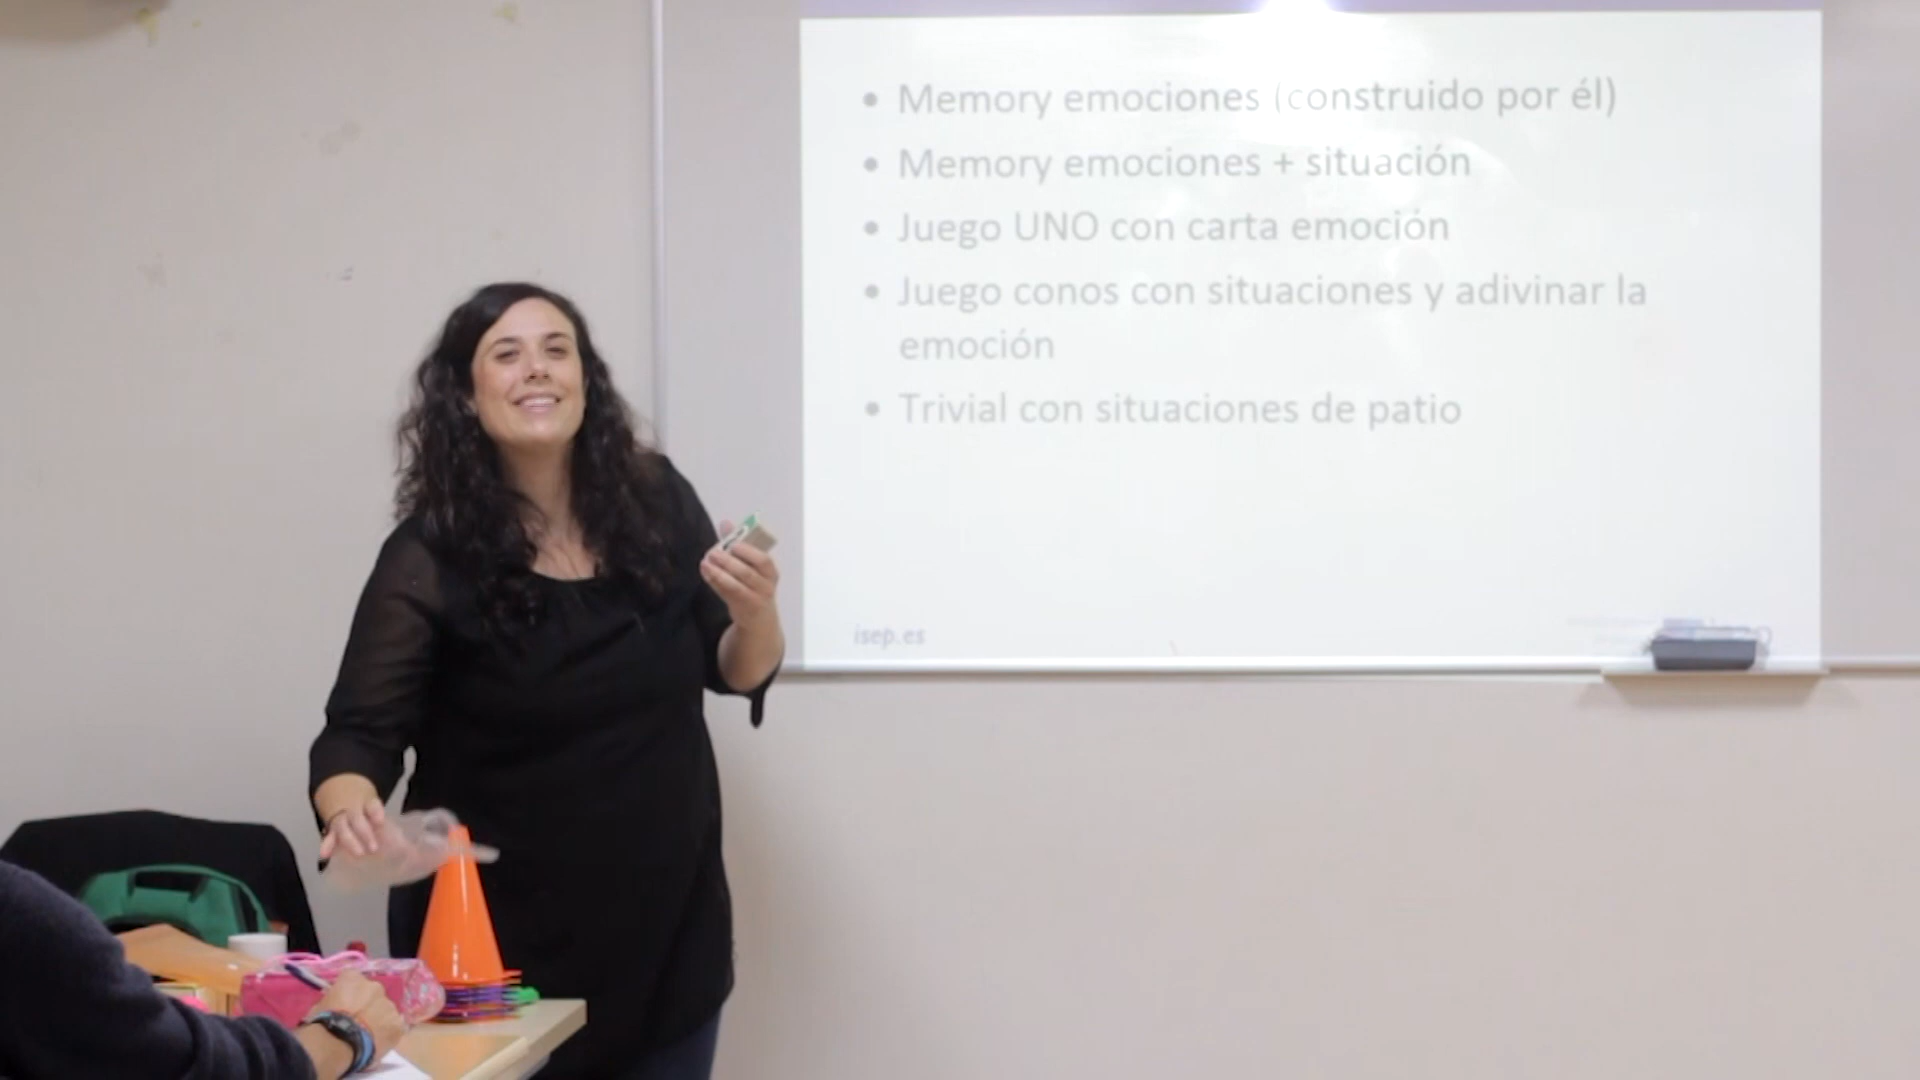 • Memory emociones (construido por él)
• Memory emociones + situación
• Juego UNO con carta emoción
• Juego conos con situaciones y adivinar la
emoción
• Trivial con situaciones de patio
isep.es